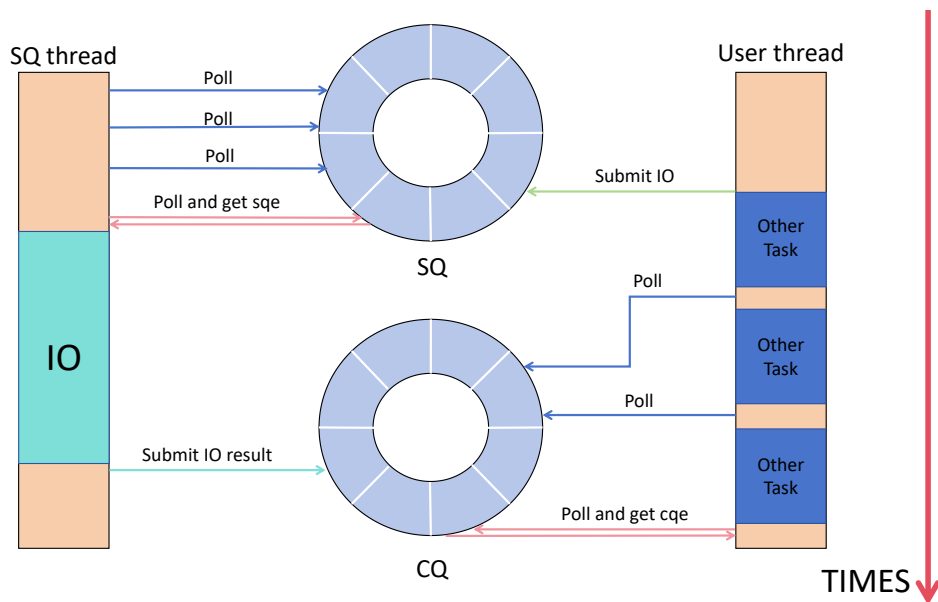 SQ thread
User thread
Poll
Poll
Poll
Submit IO
Poll and get sqe
Other
Task
SQ
Poll
IO
Other
Task
Poll
Submit IO result
Other
Task
Poll and get cqe
CQ
TIMES